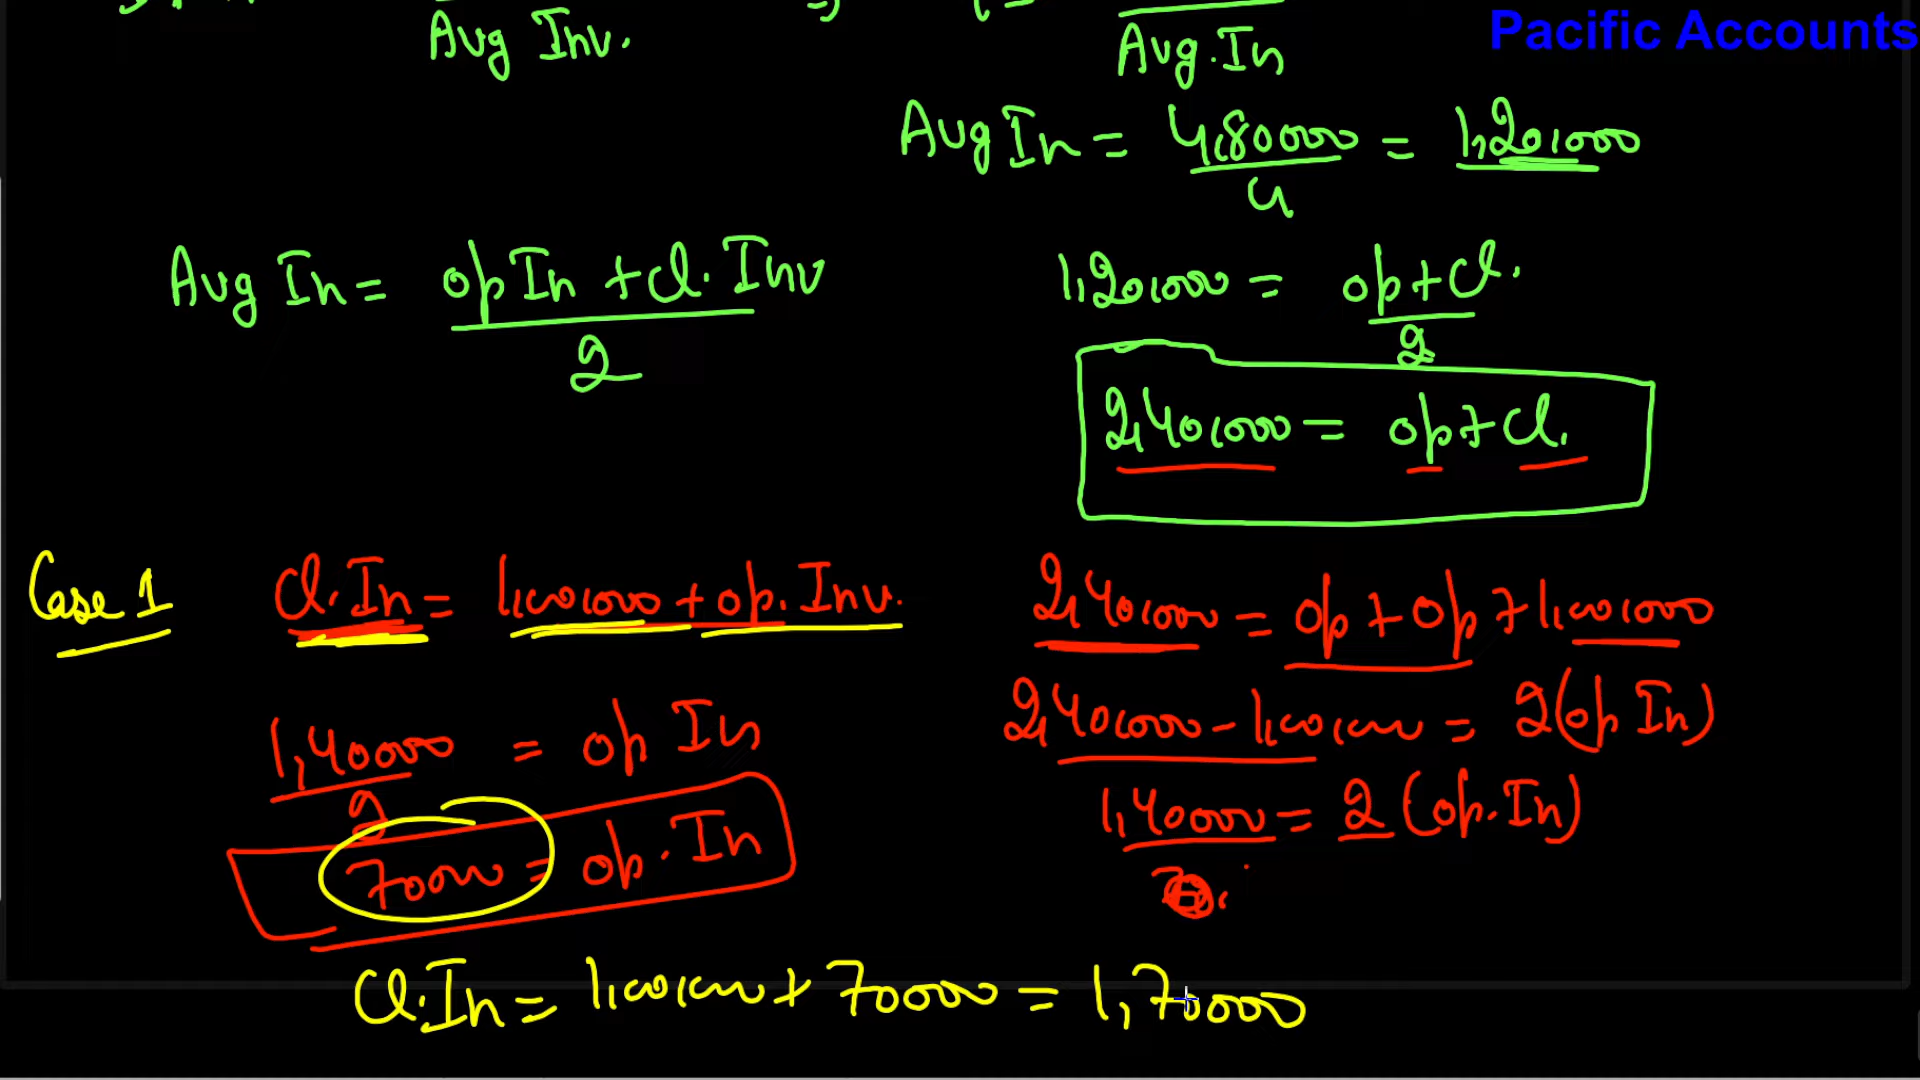 Pacific Accounts
Avg Inv.
Avg.In
Avg In = 4,80000 = 1,20,000
4
Avg In = op In + cl. Inv
2
1,20,000 = op + cl.
2
2,40,000 = op + cl.
Case 1
Cl. In = 1,00,000 + op. Inv.
2,40,000 = op + op + 1,00,000
2,40,000 - 1,00,000 = 2(op In)
1,40000 = op In
2
1,40000 = 2 (op. In)
70000 = op. In
Cl. In = 1,00,000 + 70000 = 1,70000